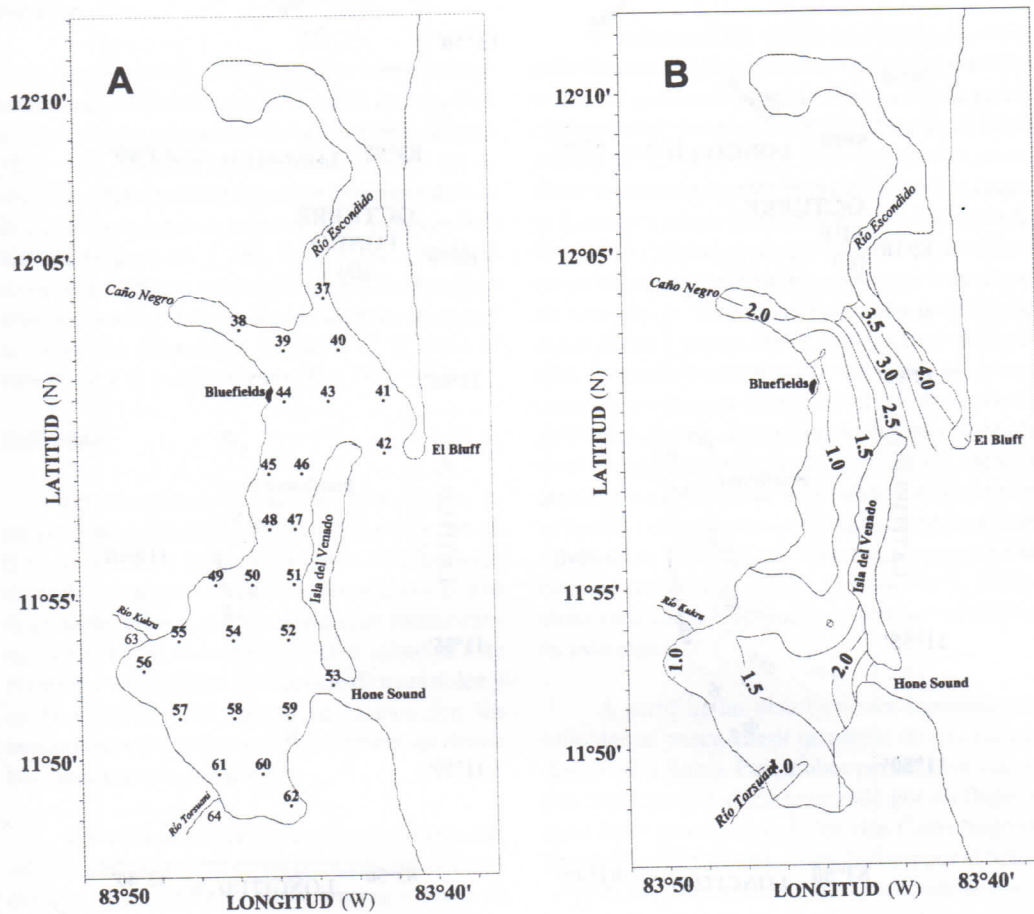 A
12°10'
12°05'
11°55'
11°50'
LATITUD (N)
Río Escondido
37
Caño Negro
38
39
40
Bluefields
44
43
41
42
El Bluff
45
46
48
47
Isla del Venado
49
50
51
Río Kukra
63
55
54
52
56
53
Hone Sound
57
58
59
61
60
Río Torsuani
64
62
83°50'
83°40'
LONGITUD (W)
B
12°10'
12°05'
11°55'
11°50'
LATITUD (N)
Río Escondido
Caño Negro
2.0
3.5
3.0
4.0
2.5
Bluefields
1.5
1.0
El Bluff
Isla del Venado
Río Kukra
1.0
1.5
2.0
Hone Sound
Río Torsuani
1.0
83°50'
83°40'
LONGITUD (W)